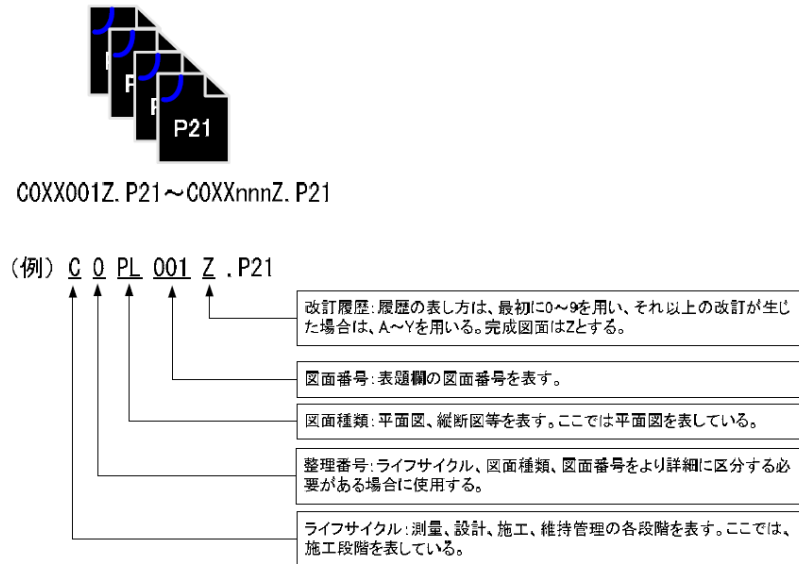 P21
C0XX001Z.P21～C0XXnnnZ.P21
(例) C 0 PL 001 Z .P21
改訂履歴：履歴の表し方は、最初に0～9を用い、それ以上の改訂が生じ
た場合は、A～Yを用いる。完成図面はZとする。
図面番号：表題欄の図面番号を表す。
図面種類：平面図、縦断図等を表す。ここでは平面図を表している。
整理番号：ライフサイクル、図面種類、図面番号をより詳細に区分する必
要がある場合に使用する。
ライフサイクル：測量、設計、施工、維持管理の各段階を表す。ここでは、
施工段階を表している。